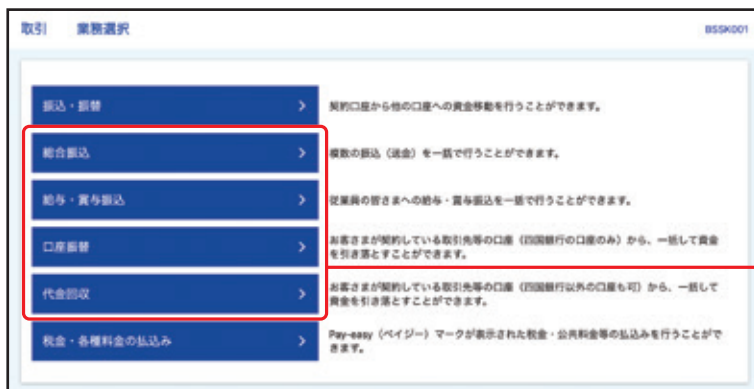 取引 業務選択 BSSK001
振込・振替 契約口座から他の口座への資金移動を行うことができます。
総合振込 複数の振込（送金）を一括で行うことができます。
給与・賞与振込 従業員の皆さまへの給与・賞与振込を一括で行うことができます。
口座振替 お客さまが契約している取引先等の口座（四国銀行の口座のみ）から、一括して資金
を引き落とすことができます。
代金回収 お客さまが契約している取引先等の口座（四国銀行以外の口座も可）から、一括して
資金を引き落とすことができます。
税金・各種料金の払込み Pay-easy（ペイジー）マークが表示された税金・公共料金等の払込みを行うことがで
きます。